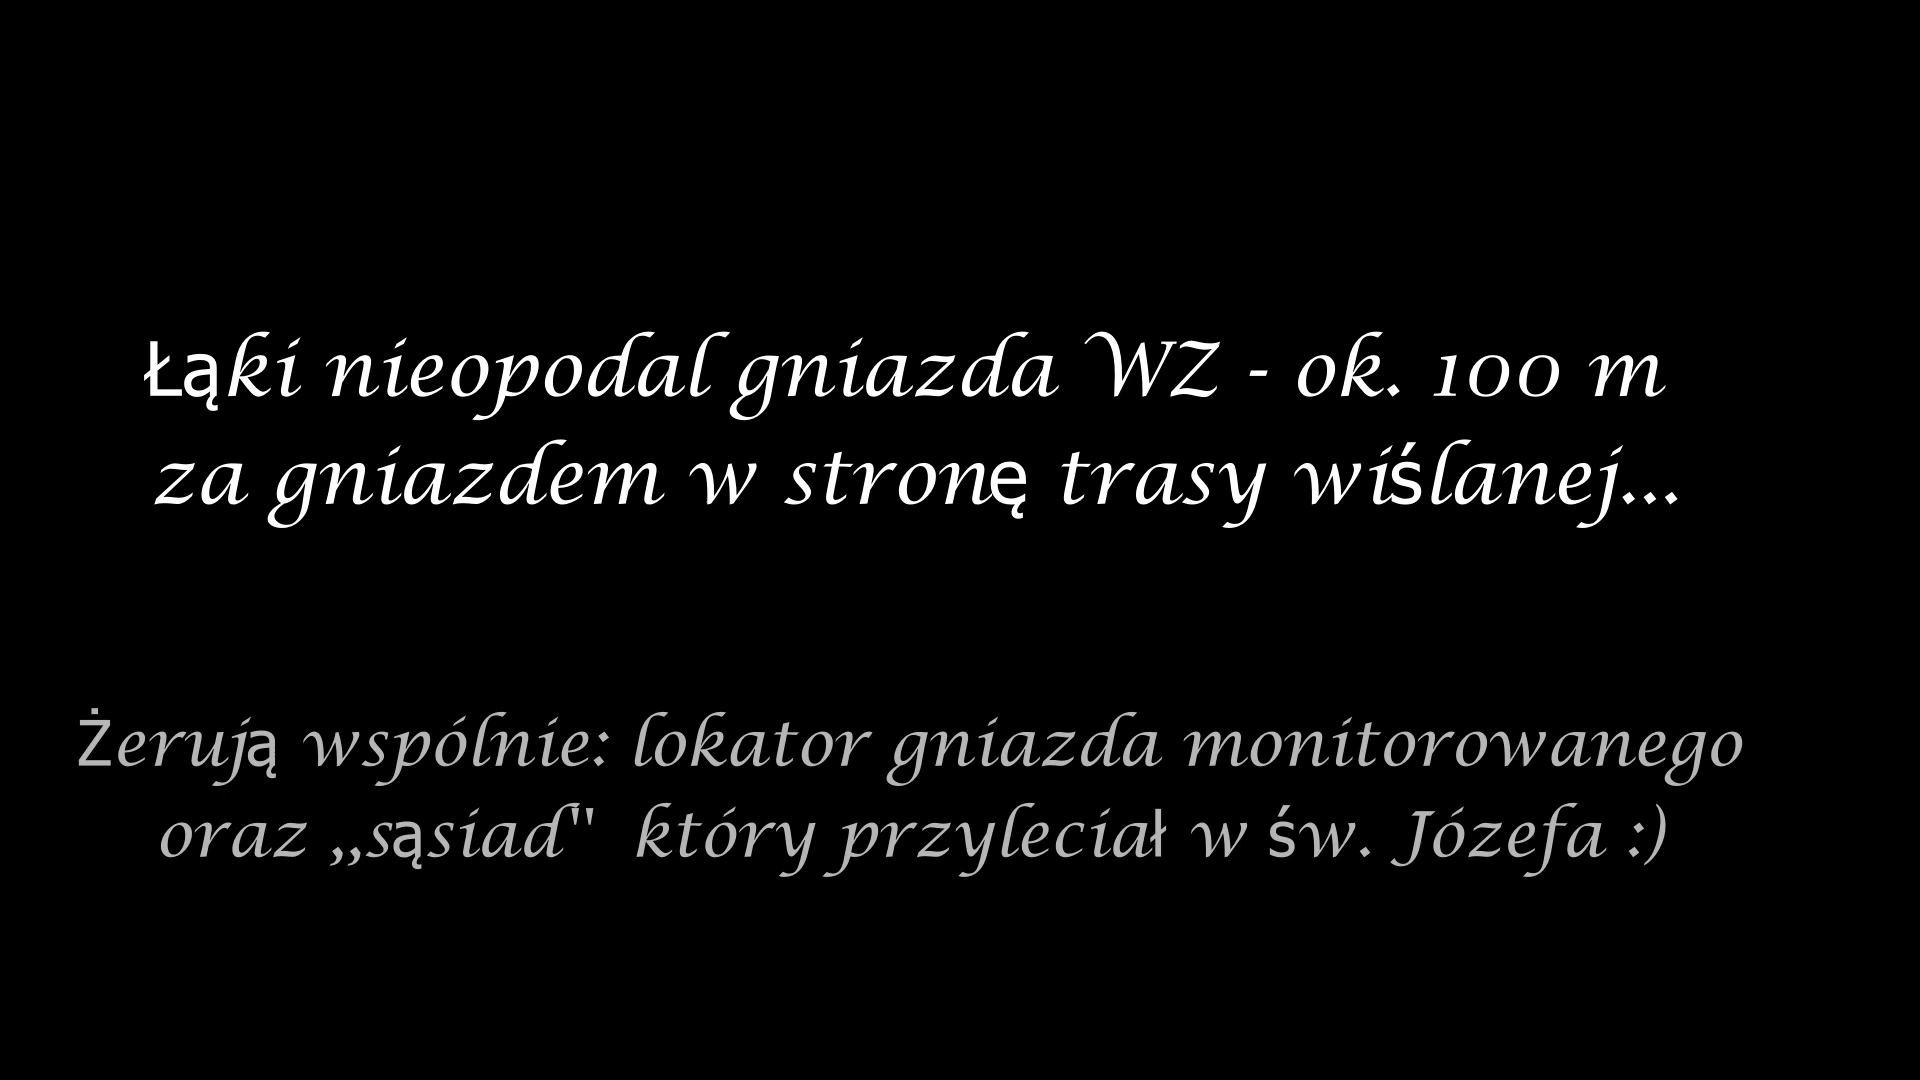 Łąki nieopodal gniazda WZ - ok. 100 m
za gniazdem w stronę trasy wiślanej...
Żerują wspólnie: lokator gniazda monitorowanego
oraz ,,sąsiad" który przyleciał w św. Józefa :)